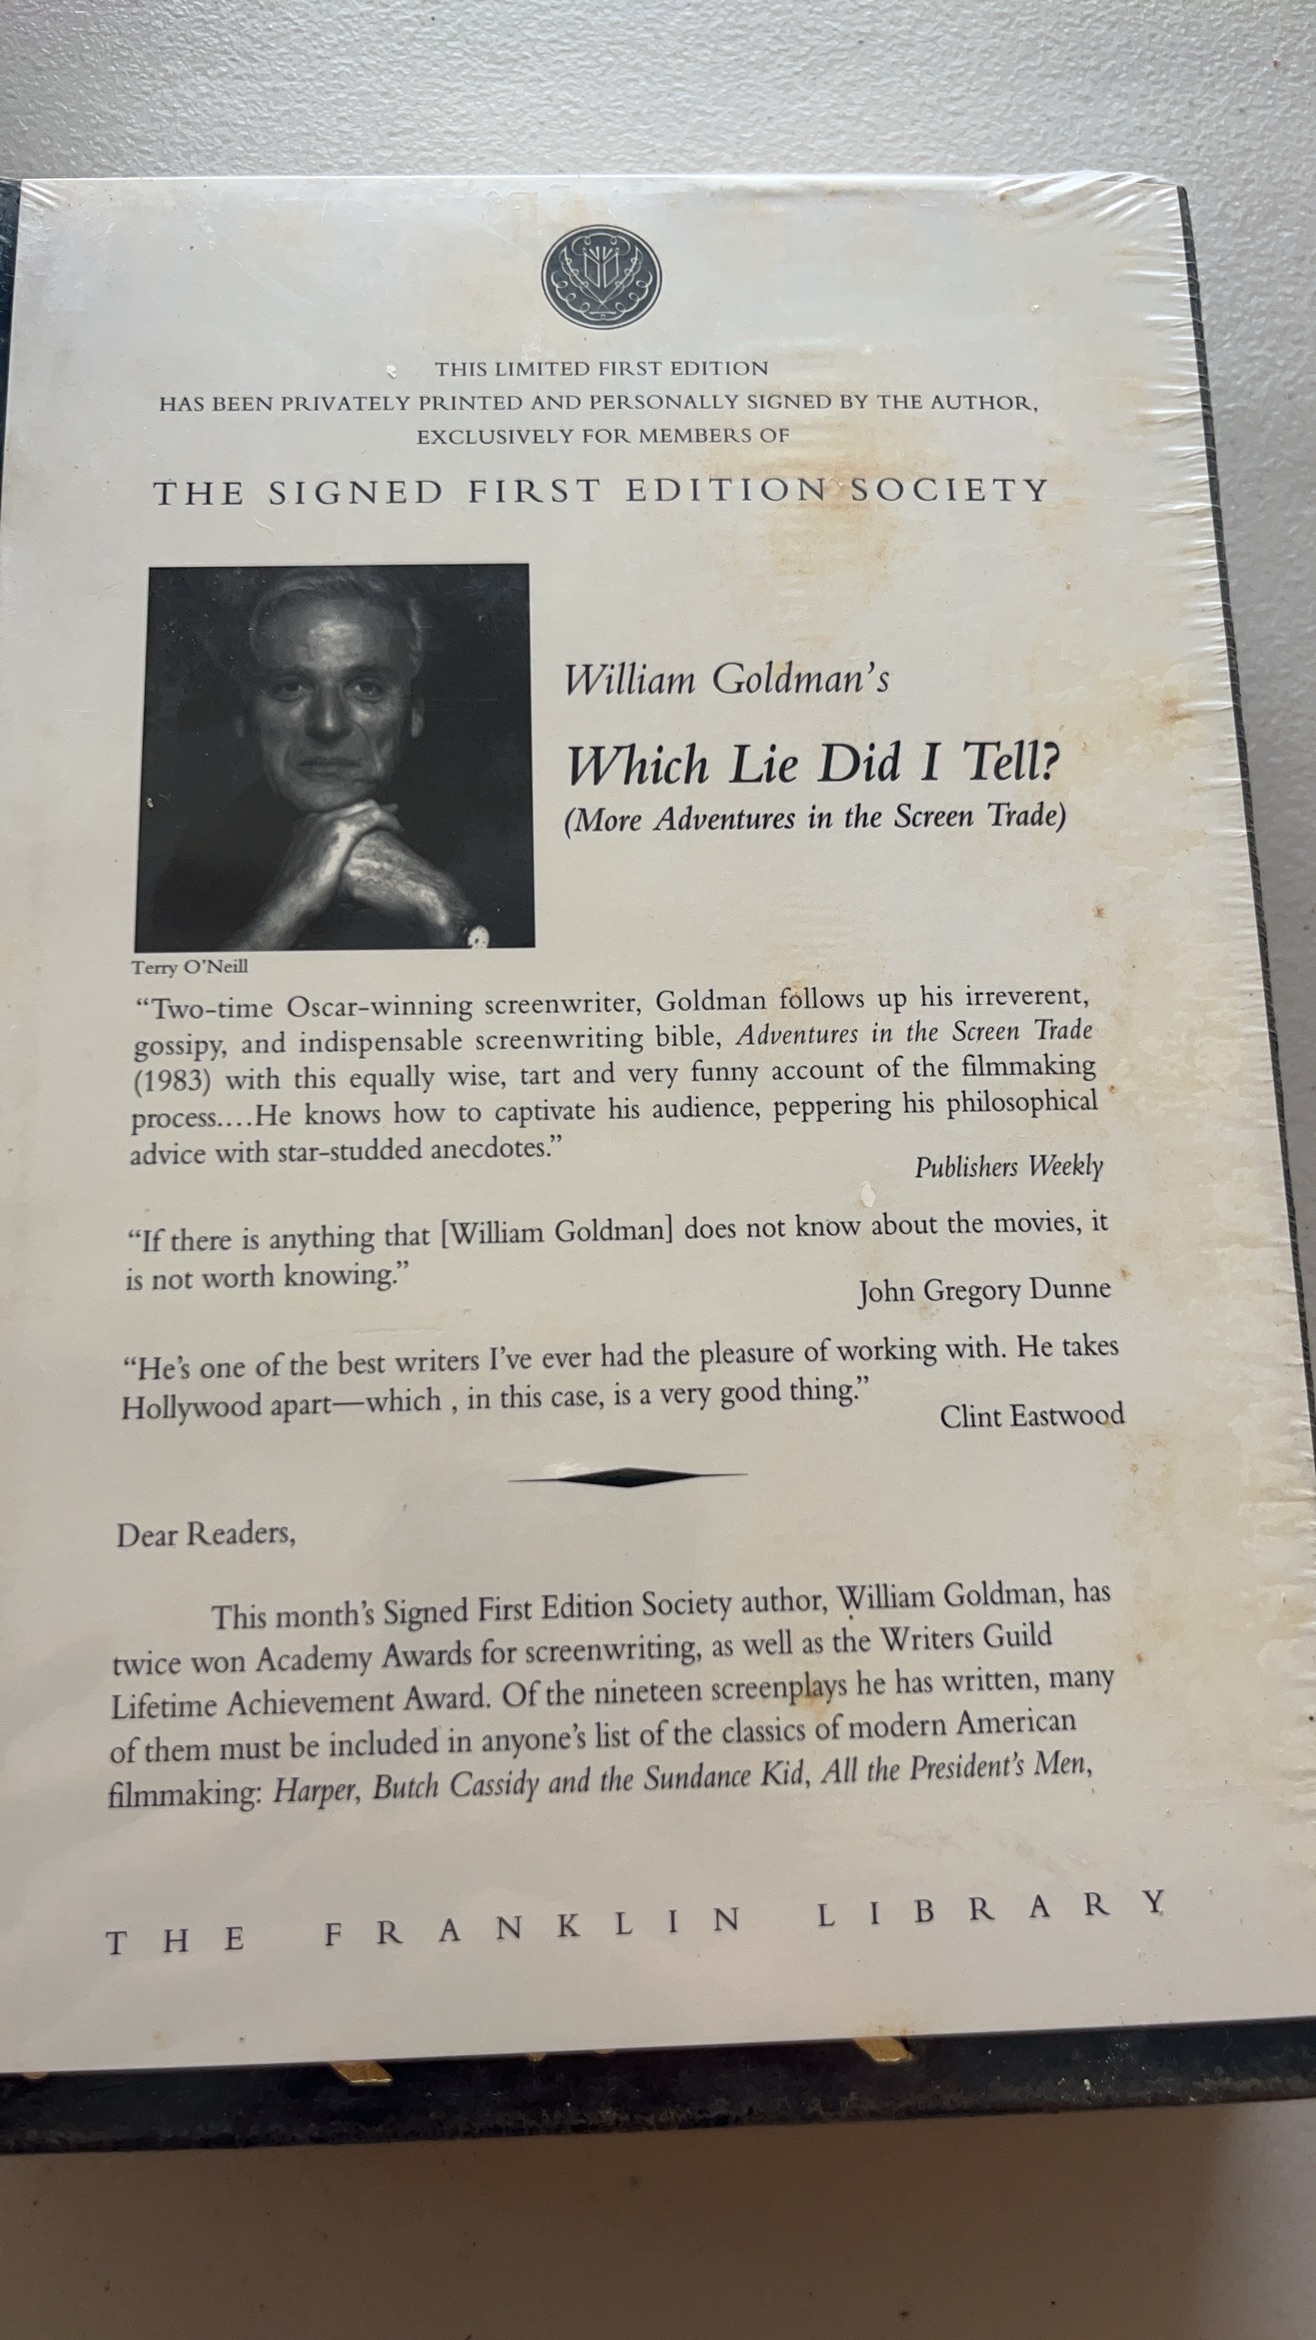 THIS LIMITED FIRST EDITION
HAS BEEN PRIVATELY PRINTED AND PERSONALLY SIGNED BY THE AUTHOR,
EXCLUSIVELY FOR MEMBERS OF
THE SIGNED FIRST EDITION SOCIETY
William Goldman's
Which Lie Did I Tell?
(More Adventures in the Screen Trade)
Terry O'Neill
“Two-time Oscar-winning screenwriter, Goldman follows up his irreverent,
gossipy, and indispensable screenwriting bible, Adventures in the Screen Trade
(1983) with this equally wise, tart and very funny account of the filmmaking
process....He knows how to captivate his audience, peppering his philosophical
advice with star-studded anecdotes.”
Publishers Weekly
“If there is anything that [William Goldman] does not know about the movies, it
is not worth knowing.”
John Gregory Dunne
“He's one of the best writers I've ever had the pleasure of working with. He takes
Hollywood apart—which , in this case, is a very good thing.”
Clint Eastwood
Dear Readers,
This month's Signed First Edition Society author, William Goldman, has
twice won Academy Awards for screenwriting, as well as the Writers Guild
Lifetime Achievement Award. Of the nineteen screenplays he has written, many
of them must be included in anyone's list of the classics of modern American
filmmaking: Harper, Butch Cassidy and the Sundance Kid, All the President's Men,
THE FRANKLIN LIBRARY